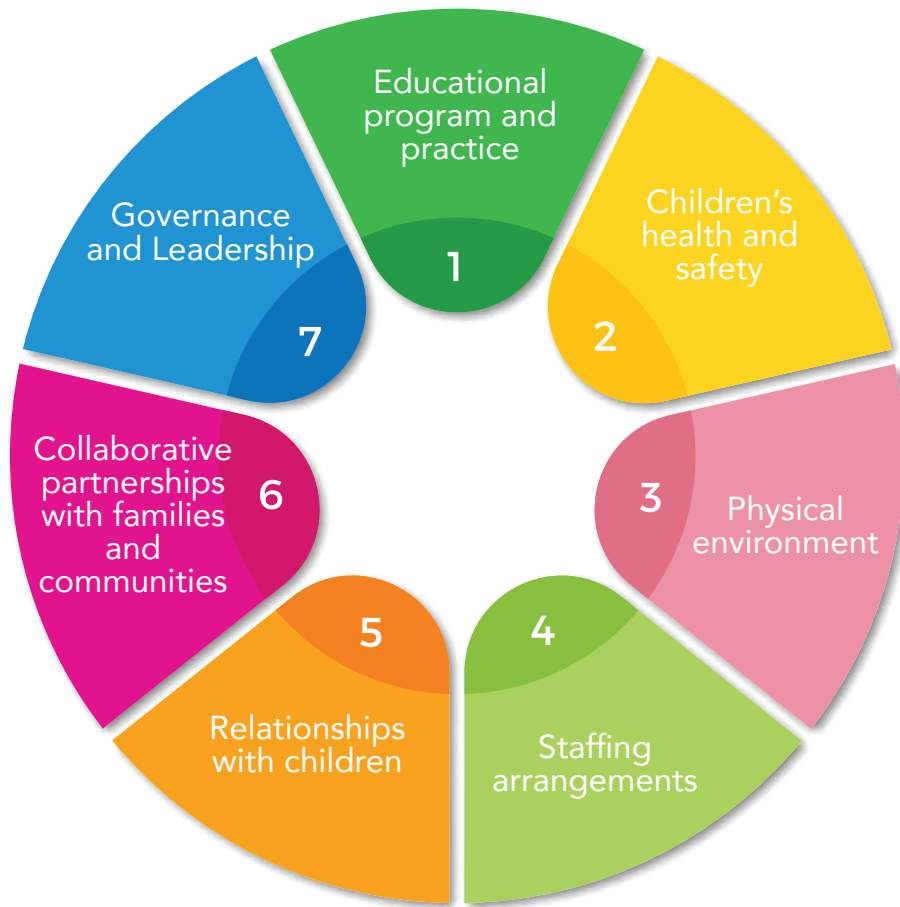 Educational
program and
practice
1
Children’s
health and
safety
2
Physical
environment
3
Staffing
arrangements
4
Relationships
with children
5
Collaborative
partnerships
with families
and
communities
6
Governance
and Leadership
7